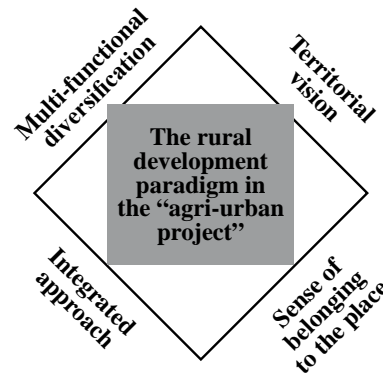 Multi-functional
diversification
Territorial
vision
The rural
development
paradigm in
the “agri-urban
project”
Integrated
approach
Sense of
belonging
to the place